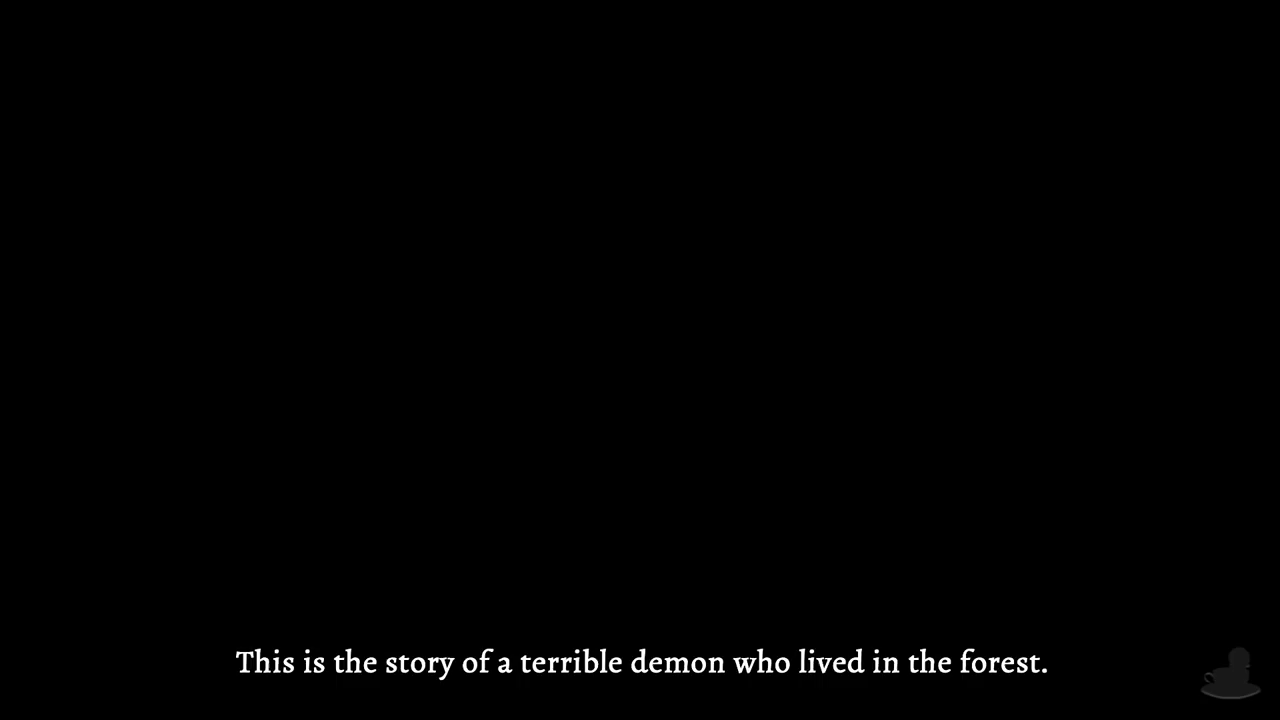 This is the story of a terrible demon who lived in the forest.